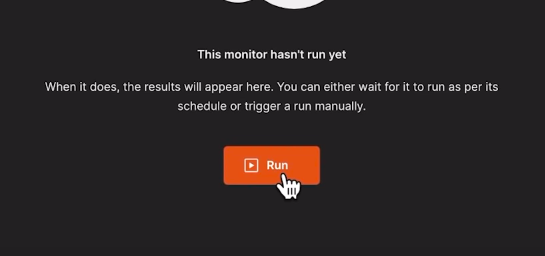 This monitor hasn't run yet
When it does, the results will appear here. You can either wait for it to run as per its
schedule or trigger a run manually.
Run